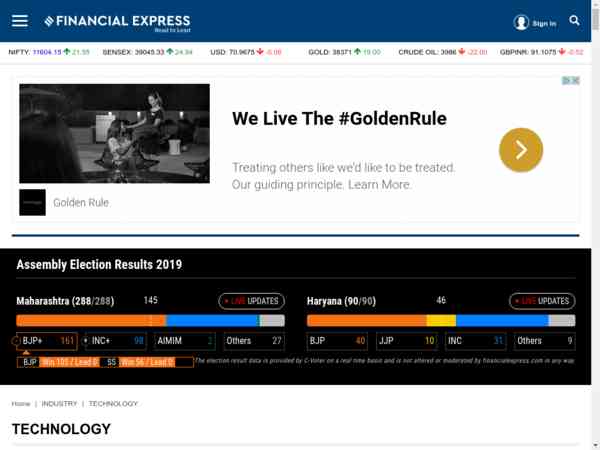 FINANCIAL EXPRESS
Read to Lead
Sign in
NIFTY: 11604.15 21.55 SENSEX: 39045.33 24.94 USD: 70.9675 -0.06 GOLD: 38371 19.00 CRUDE OIL: 3986 -22.00 GBPINR: 91.1075 -0.52
We Live The #GoldenRule
Treating others like we'd like to be treated.
Our guiding principle. Learn More.
Golden Rule
Assembly Election Results 2019
Maharashtra (288/288) 145 LIVE UPDATES
BJP+ 161 INC+ 98 AIMIM 2 Others 27
BJP Win 105 / Lead 0 SS Win 56 / Lead 0
Haryana (90/90) 46 LIVE UPDATES
BJP 40 JJP 10 INC 31 Others 9
The election result data is provided by C-Voter on a real time basis and is not altered or moderated by financialexpress.com in any way.
Home | INDUSTRY | TECHNOLOGY
TECHNOLOGY